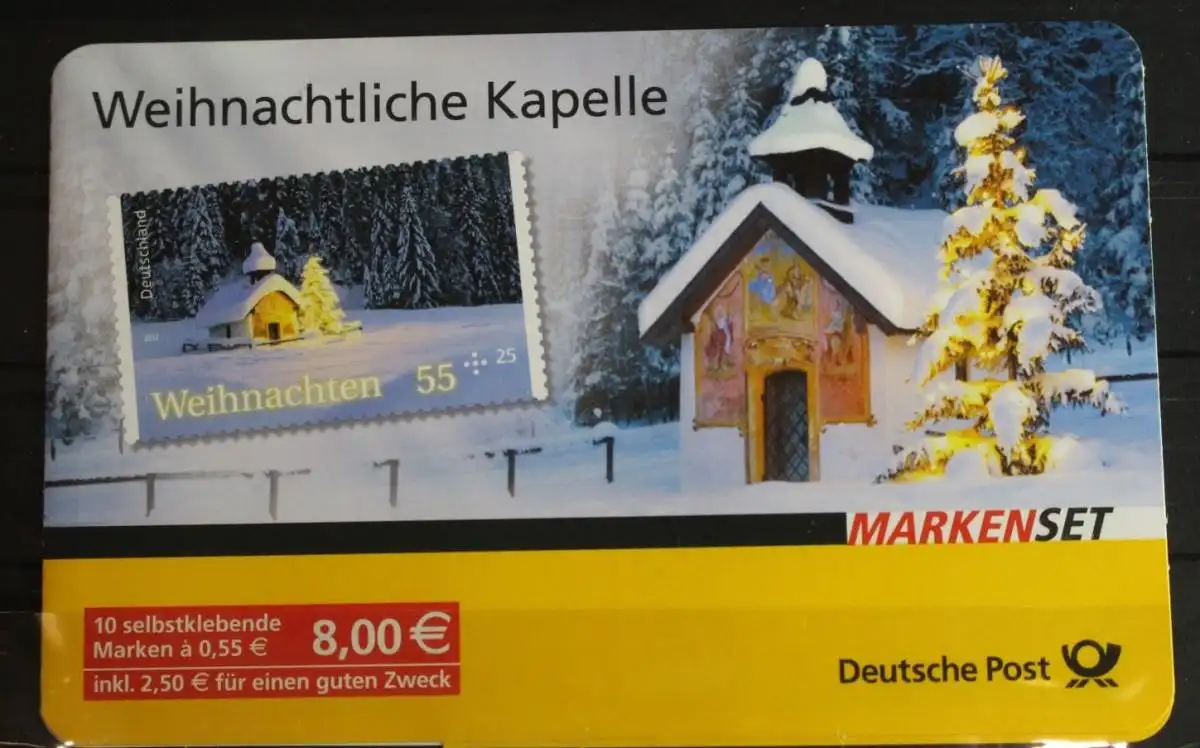 Weihnachtliche Kapelle
Deutschland
Weihnachten 55 + 25
MARKENSET
10 selbstklebende
Marken à 0,55 €
8,00 €
inkl. 2,50 € für einen guten Zweck
Deutsche Post